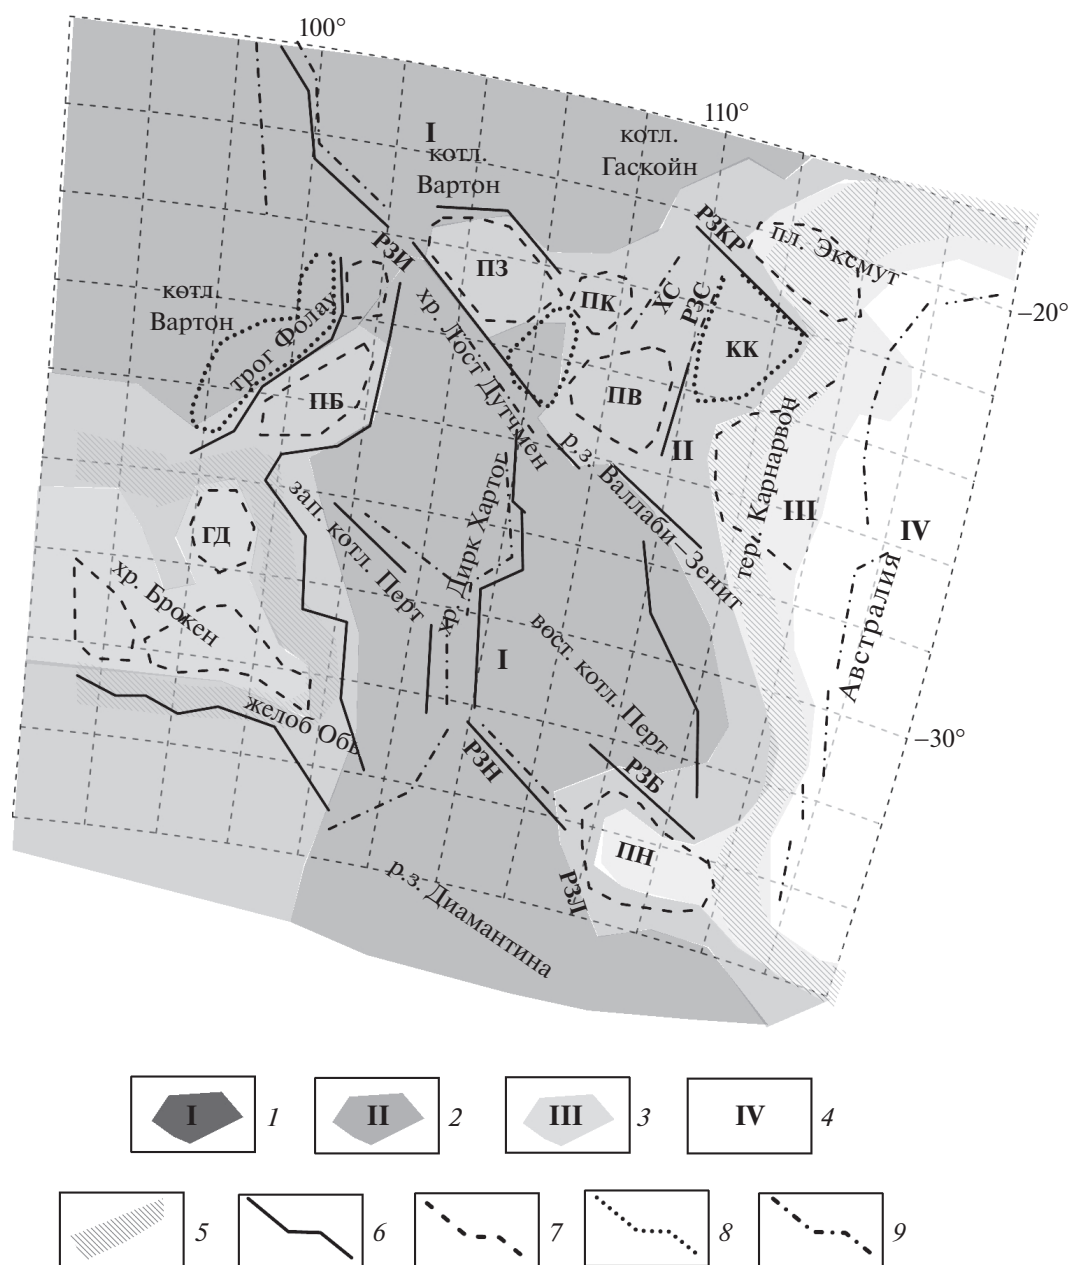 100°
110°
I
котл.
Вартон
котл.
Гаскойн
РЗКР
пл. Эксмут
РЗИ
ПЗ
ПК
ХС
РЗС
–20°
котл.
Вартон
трог Фолау
хр. Лост Дутчмен
КК
ПБ
ПВ
р.з. Валлаби–Зенит
II
тер. Карнарвон
III
IV
ГД
зап. котл. Перт
хр. Дирк Хартог
хр. Брокен
Австралия
I
вост. котл. Перт
желоб Обь
–30°
РЗН
РЗБ
ПН
РЗЛ
р.з. Диамантина
I 1
II 2
III 3
IV 4
5
6
7
8
9